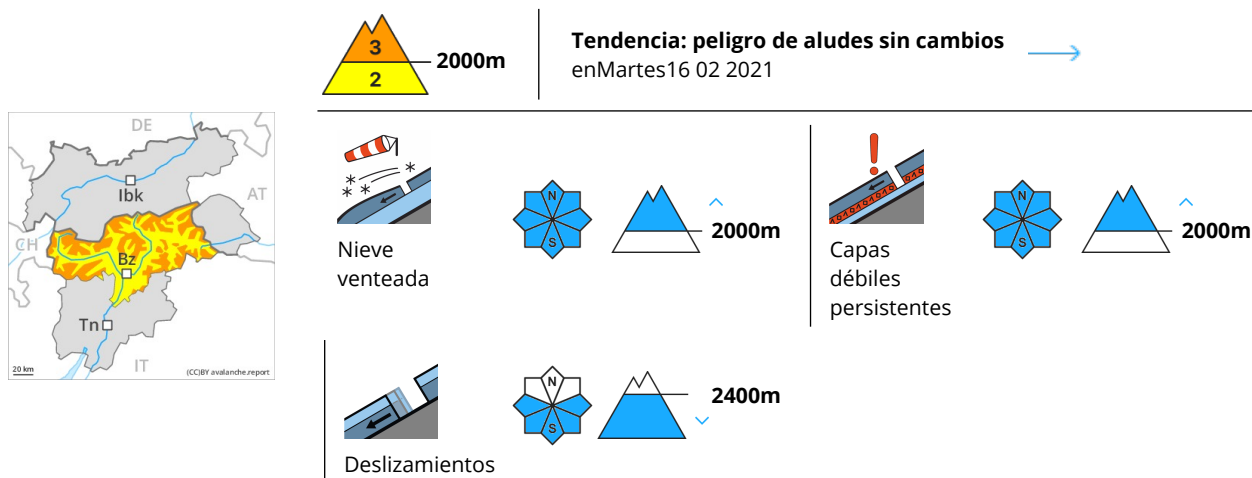 3
2
2000m
Tendencia: peligro de aludes sin cambios
enMartes16 02 2021
DE
Ibk
AT
CH
Bz
Tn
IT
20 km
(CC)BY avalanche.report
N
S
2000m
Nieve
venteada
N
S
2000m
Capas
débiles
persistentes
N
S
2400m
Deslizamientos